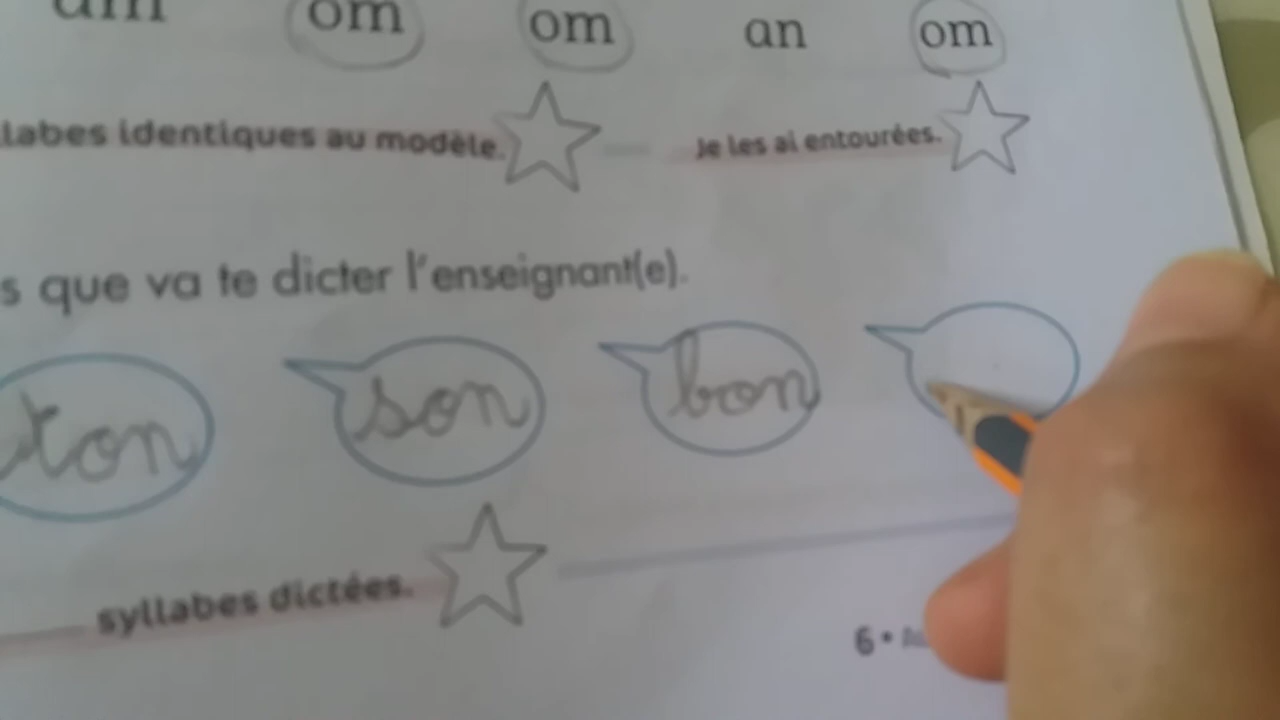 am om om an om
labes identiques au modèle. Je les ai entourées.
s que va te dicter l'enseignant(e).
ton son bon
syllabes dictées.
6 •